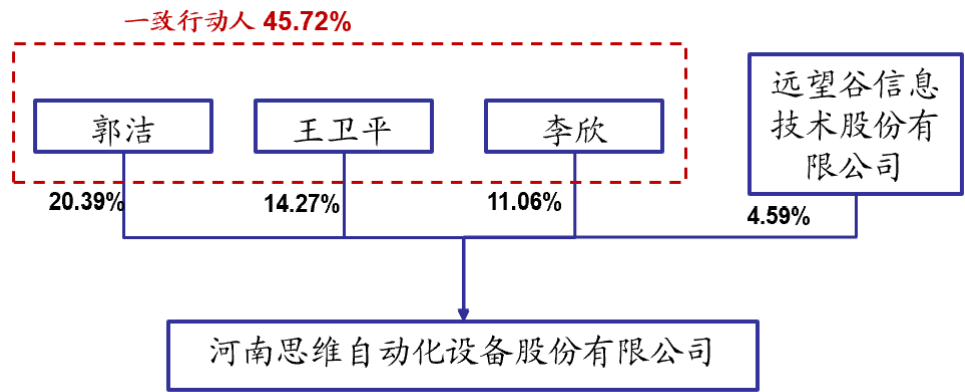 一致行动人 45.72%
郭洁
王卫平
李欣
远望谷信息
技术股份有
限公司
20.39%
14.27%
11.06%
4.59%
河南思维自动化设备股份有限公司